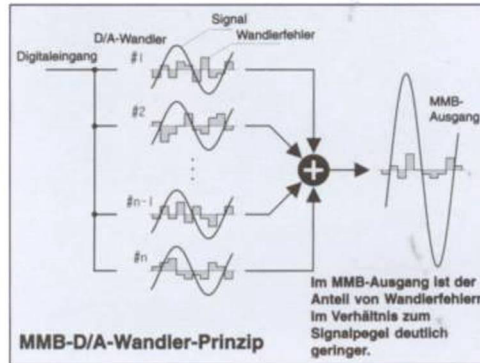 Signal
D/A-Wandler
Wandlerfehler
Digitaleingang
#1
#2
#n-1
#n
MMB-
Ausgang
Im MMB-Ausgang ist der
Anteil von Wandlerfehlern
im Verhältnis zum
Signalpegel deutlich
geringer.
MMB-D/A-Wandler-Prinzip